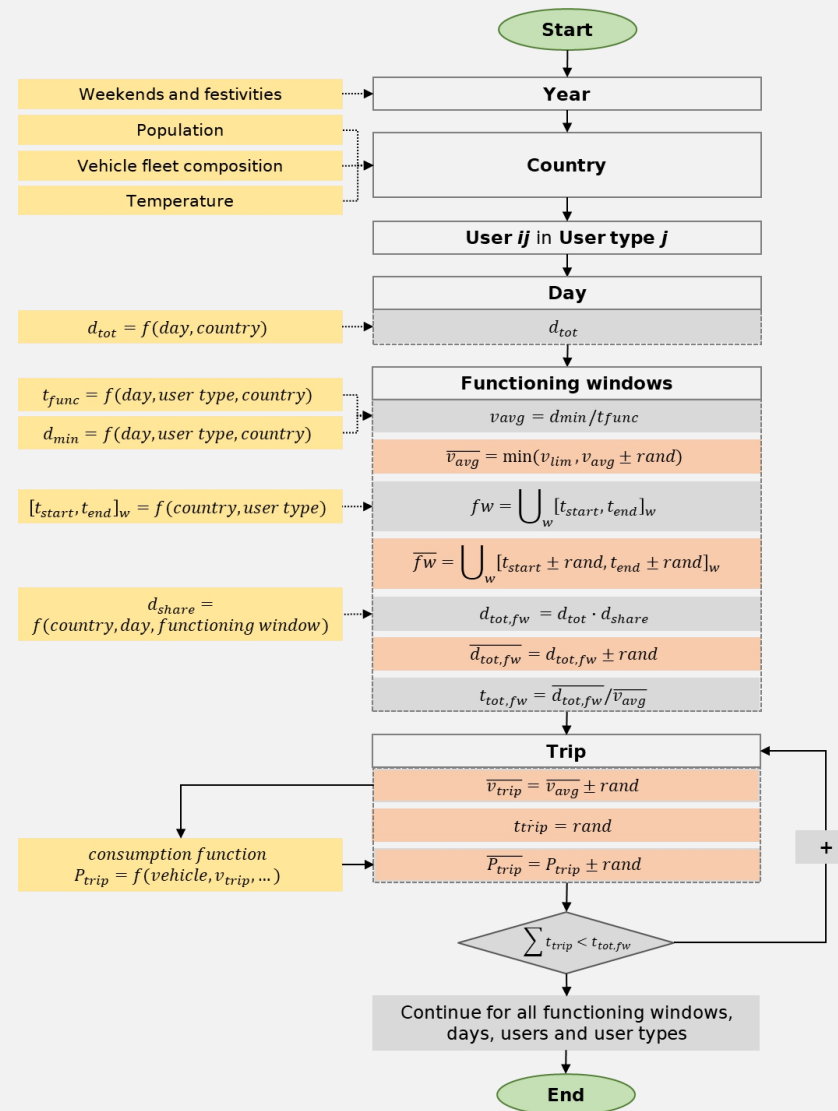 Start
Weekends and festivities
Year
Population
Vehicle fleet composition
Temperature
Country
User ij in User type j
Day
d_tot = f(day, country)
d_tot
t_func = f(day, user type, country)
d_min = f(day, user type, country)
Functioning windows
vavg = dmin/tfunc
v̅_avg̅ = min(v_lim, v_avg ± rand)
[t_start, t_end]_w = f(country, user type)
fw = ⋃_w [t_start, t_end]_w
f̅w̅ = ⋃_w [t_start ± rand, t_end ± rand]_w
d_share =
f(country, day, functioning window)
d_tot,fw = d_tot · d_share
d̅_tot,fw̅ = d_tot,fw ± rand
t_tot,fw = d̅_tot,fw̅/v̅_avg̅
Trip
v̅_trip̅ = v̅_avg̅ ± rand
ttṙip = rand
consumption function
P_trip = f(vehicle, v_trip, …)
P̅_trip̅ = P_trip ± rand
+
∑ t_trip < t_tot,fw
Continue for all functioning windows,
days, users and user types
End